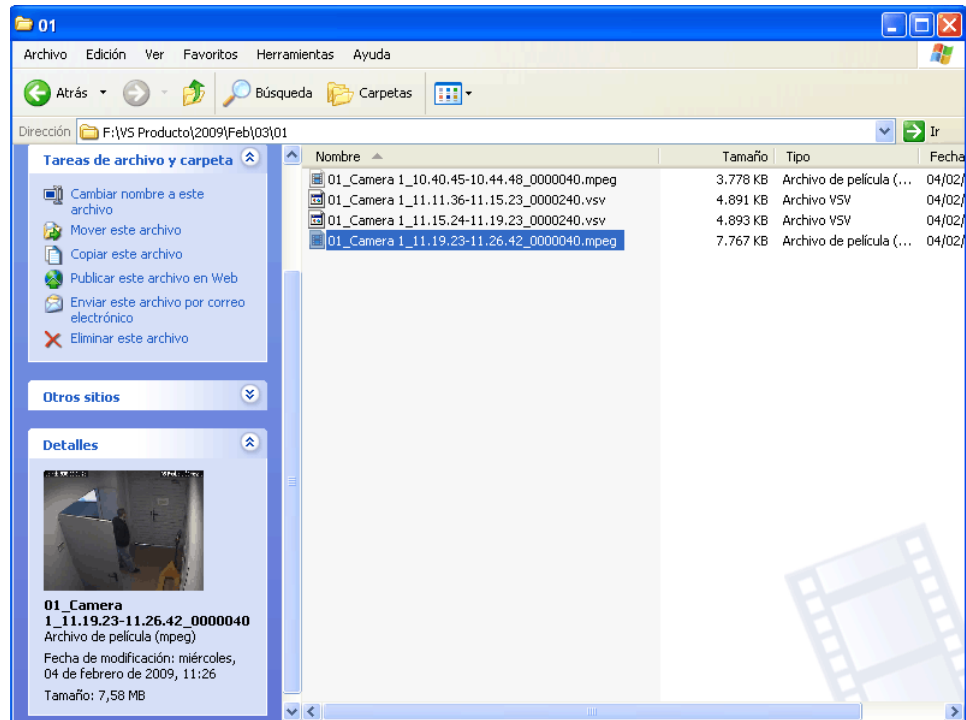 01
Archivo Edición Ver Favoritos Herramientas Ayuda
Atrás Búsqueda Carpetas
Dirección F:\VS Producto\2009\Feb\03\01 Ir
Tareas de archivo y carpeta
Cambiar nombre a este
archivo
Mover este archivo
Copiar este archivo
Publicar este archivo en Web
Enviar este archivo por correo
electrónico
Eliminar este archivo
Otros sitios
Detalles
01_Camera
1_11.19.23-11.26.42_0000040
Archivo de película (mpeg)
Fecha de modificación: miércoles,
04 de febrero de 2009, 11:26
Tamaño: 7,58 MB
Nombre Tamaño Tipo Fecha
01_Camera 1_10.40.45-10.44.48_0000040.mpeg 3.778 KB Archivo de película (... 04/02/
01_Camera 1_11.11.36-11.15.23_0000240.vsv 4.891 KB Archivo VSV 04/02/
01_Camera 1_11.15.24-11.19.23_0000240.vsv 4.893 KB Archivo VSV 04/02/
01_Camera 1_11.19.23-11.26.42_0000040.mpeg 7.767 KB Archivo de película (... 04/02/